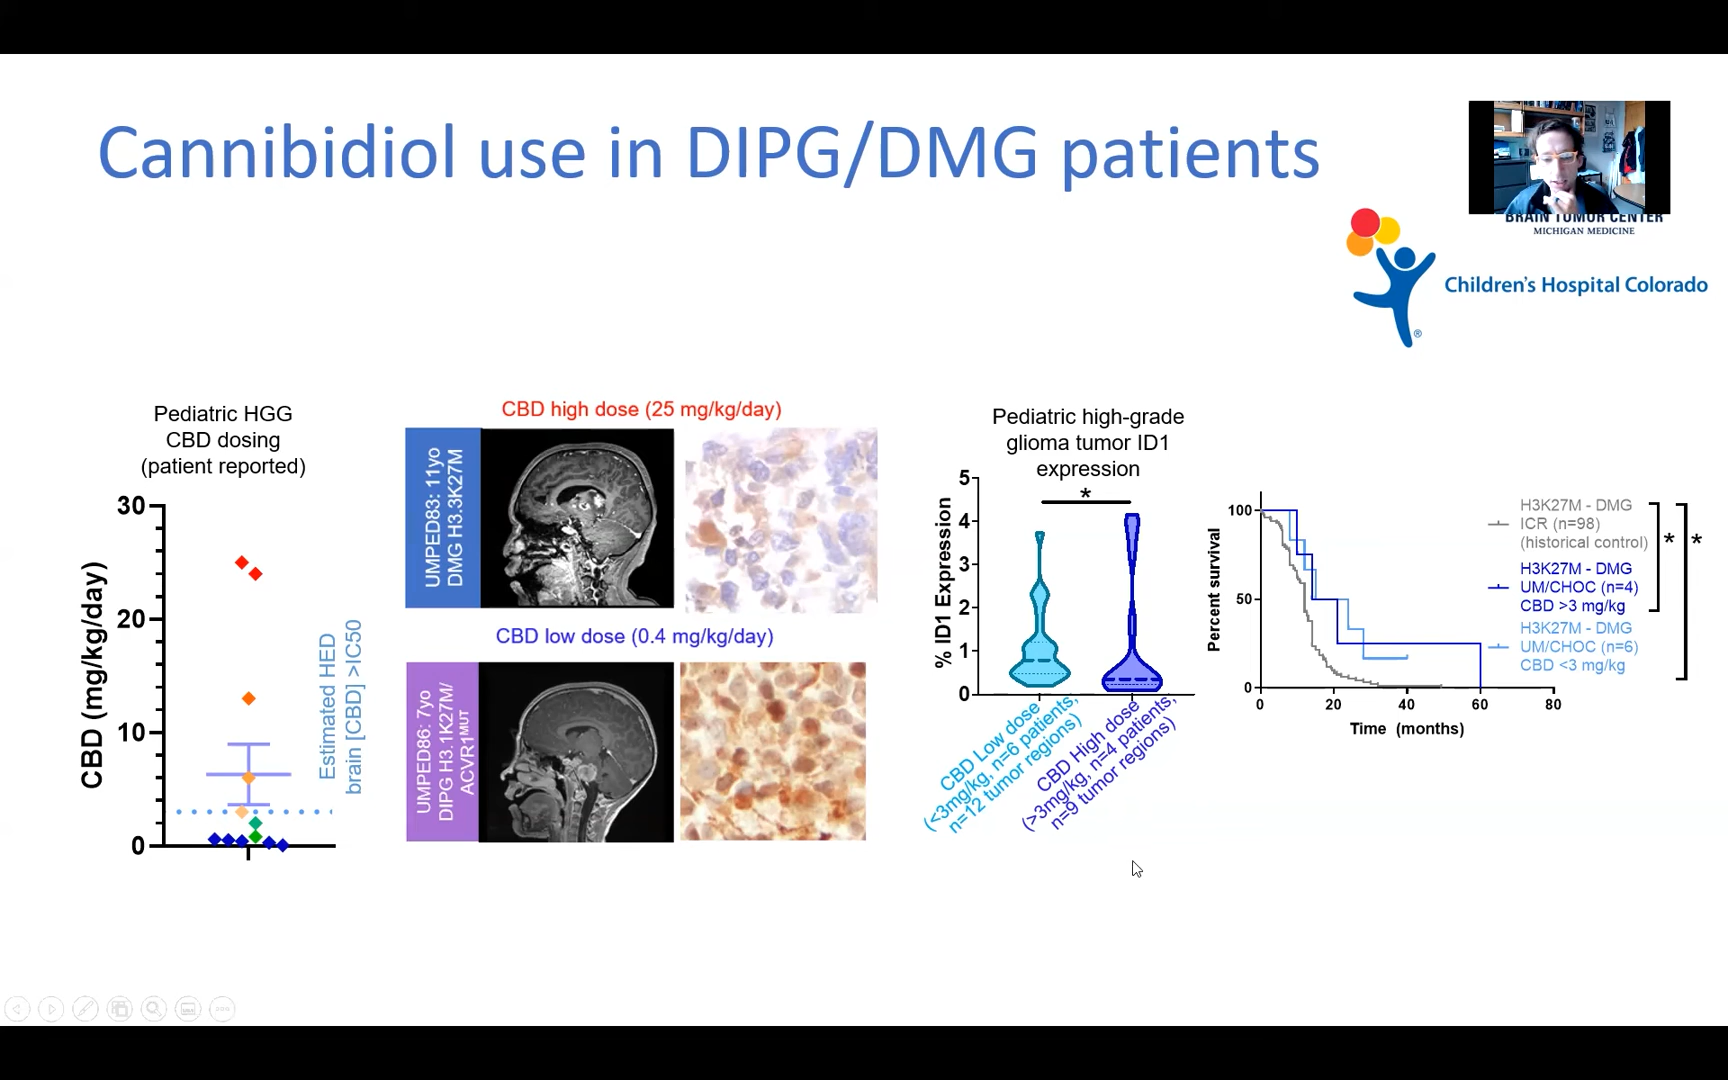 Cannibidiol use in DIPG/DMG patients
BRAIN TUMOR CENTER
MICHIGAN MEDICINE
Children's Hospital Colorado
®
Pediatric HGG
CBD dosing
(patient reported)
30
20
10
0
CBD (mg/kg/day)
Estimated HED
brain [CBD] >IC50
CBD high dose (25 mg/kg/day)
UMPED83: 11yo
DMG H3.3K27M
CBD low dose (0.4 mg/kg/day)
UMPED86: 7yo
DIPG H3.1K27M/
ACVR1MUT
Pediatric high-grade
glioma tumor ID1
expression
*
5
4
3
2
1
0
% ID1 Expression
CBD Low dose
(<3mg/kg, n=6 patients,
n=12 tumor regions)
CBD High dose
(>3mg/kg, n=4 patients,
n=9 tumor regions)
Percent survival
100
50
0
0 20 40 60 80
Time (months)
H3K27M - DMG
ICR (n=98)
(historical control)
H3K27M - DMG
UM/CHOC (n=4)
CBD >3 mg/kg
H3K27M - DMG
UM/CHOC (n=6)
CBD <3 mg/kg
* *